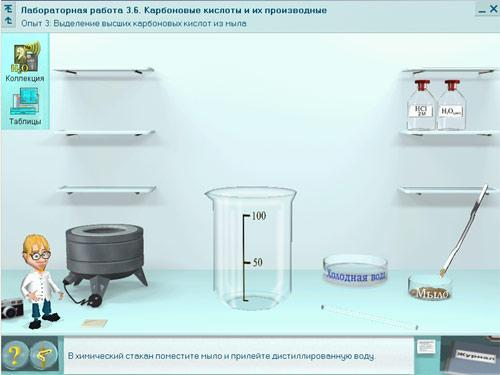 Лабораторная работа 3.6. Карбоновые кислоты и их производные
Опыт 3: Выделение высших карбоновых кислот из мыла
Коллекция
Таблицы
HCl
2M
H₂O
100
50
Холодная вода
Мыло
В химический стакан поместите мыло и прилейте дистиллированную воду.
Журнал